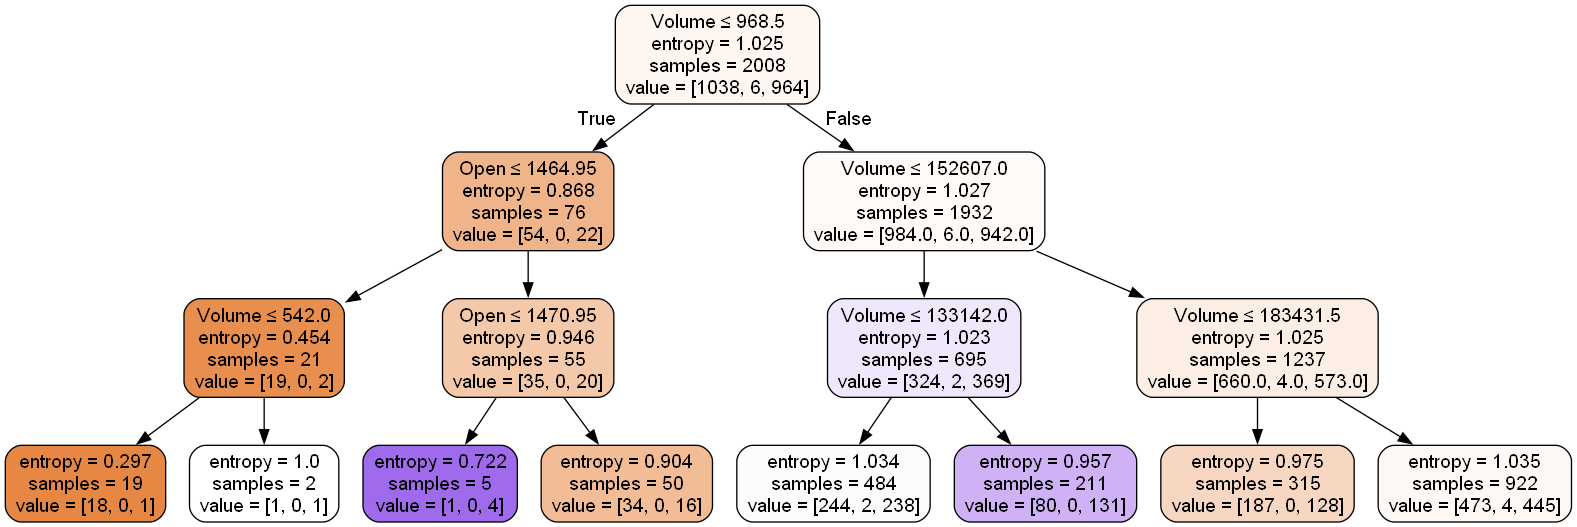 Volume ≤ 968.5
entropy = 1.025
samples = 2008
value = [1038, 6, 964]
True
False
Open ≤ 1464.95
entropy = 0.868
samples = 76
value = [54, 0, 22]
Volume ≤ 152607.0
entropy = 1.027
samples = 1932
value = [984.0, 6.0, 942.0]
Volume ≤ 542.0
entropy = 0.454
samples = 21
value = [19, 0, 2]
Open ≤ 1470.95
entropy = 0.946
samples = 55
value = [35, 0, 20]
Volume ≤ 133142.0
entropy = 1.023
samples = 695
value = [324, 2, 369]
Volume ≤ 183431.5
entropy = 1.025
samples = 1237
value = [660.0, 4.0, 573.0]
entropy = 0.297
samples = 19
value = [18, 0, 1]
entropy = 1.0
samples = 2
value = [1, 0, 1]
entropy = 0.722
samples = 5
value = [1, 0, 4]
entropy = 0.904
samples = 50
value = [34, 0, 16]
entropy = 1.034
samples = 484
value = [244, 2, 238]
entropy = 0.957
samples = 211
value = [80, 0, 131]
entropy = 0.975
samples = 315
value = [187, 0, 128]
entropy = 1.035
samples = 922
value = [473, 4, 445]